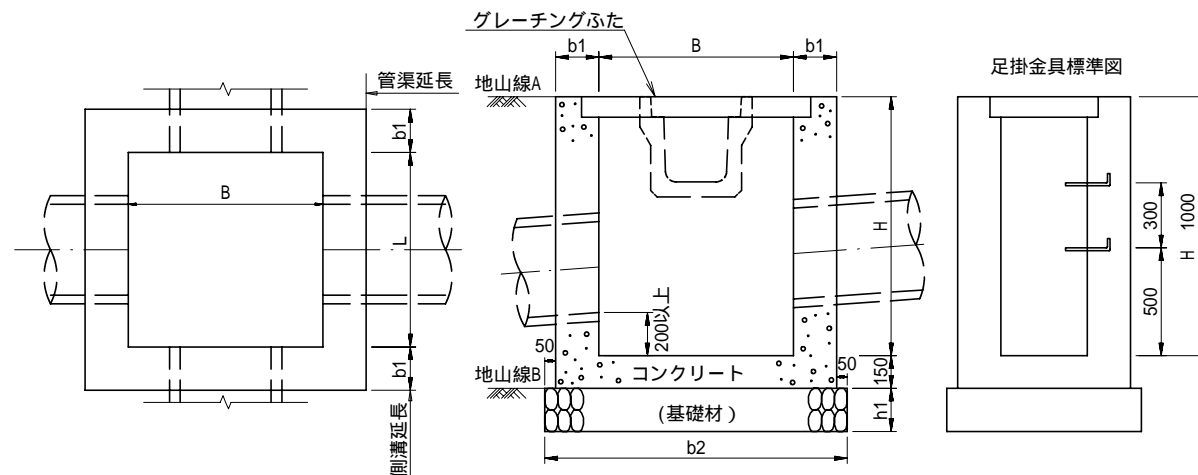 グレーチングふた
b1
B
b1
足掛金具標準図
管渠延長
地山線A
b1
B
L
H
300
H 1000
500
200以上
50
コンクリート
50
150
地山線B
b1
(基礎材)
h1
側溝延長
b2